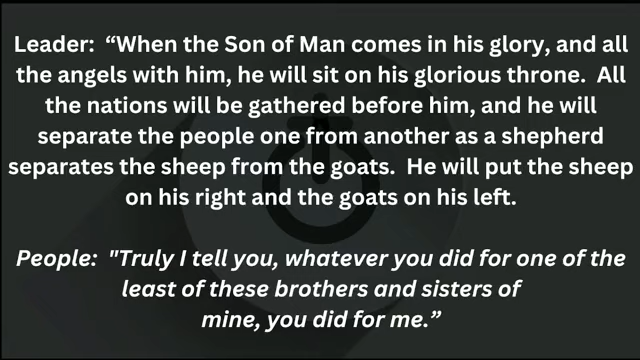 Leader:  “When the Son of Man comes in his glory, and all
the angels with him, he will sit on his glorious throne.  All
the nations will be gathered before him, and he will
separate the people one from another as a shepherd
separates the sheep from the goats.  He will put the sheep
on his right and the goats on his left.
People:  "Truly I tell you, whatever you did for one of the
least of these brothers and sisters of
mine, you did for me.”